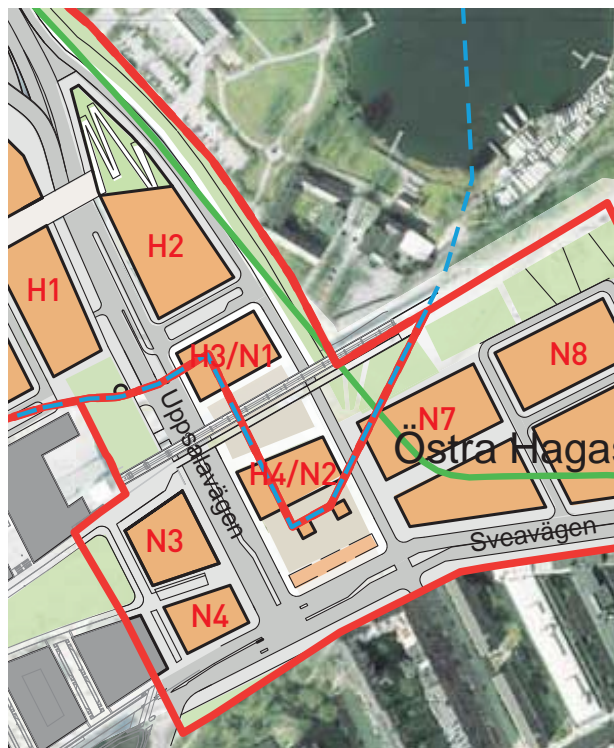 H2
H1
H3/N1
N8
N7
Uppsalavägen
Östra Hagas
H4/N2
Sveavägen
N3
N4